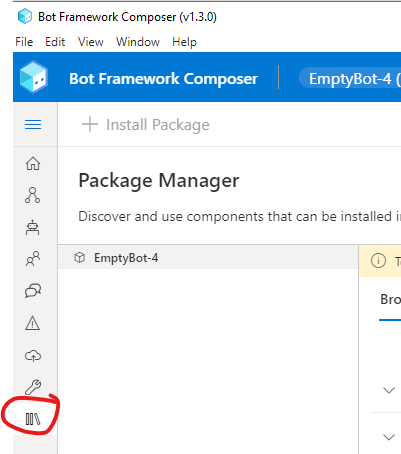 Bot Framework Composer (v1.3.0)
File Edit View Window Help
Bot Framework Composer EmptyBot-4 (
Install Package
Package Manager
Discover and use components that can be installed i
EmptyBot-4
Bro